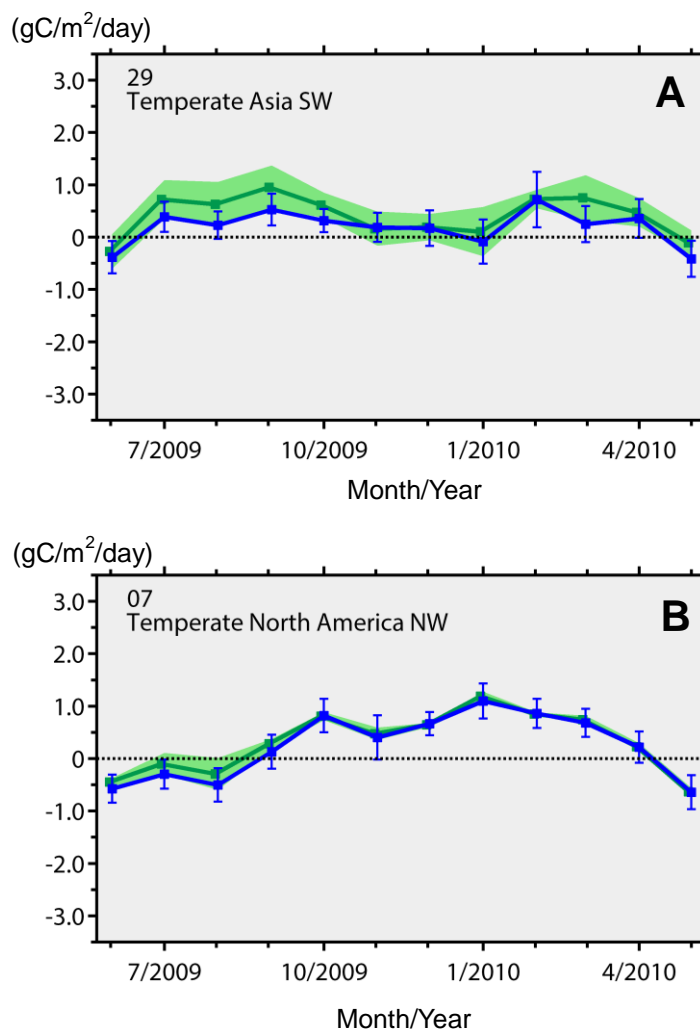 (gC/m²/day)
29
Temperate Asia SW
A
3.0
2.0
1.0
0
-1.0
-2.0
-3.0
7/2009 10/2009 1/2010 4/2010
Month/Year
(gC/m²/day)
07
Temperate North America NW
B
3.0
2.0
1.0
0
-1.0
-2.0
-3.0
7/2009 10/2009 1/2010 4/2010
Month/Year